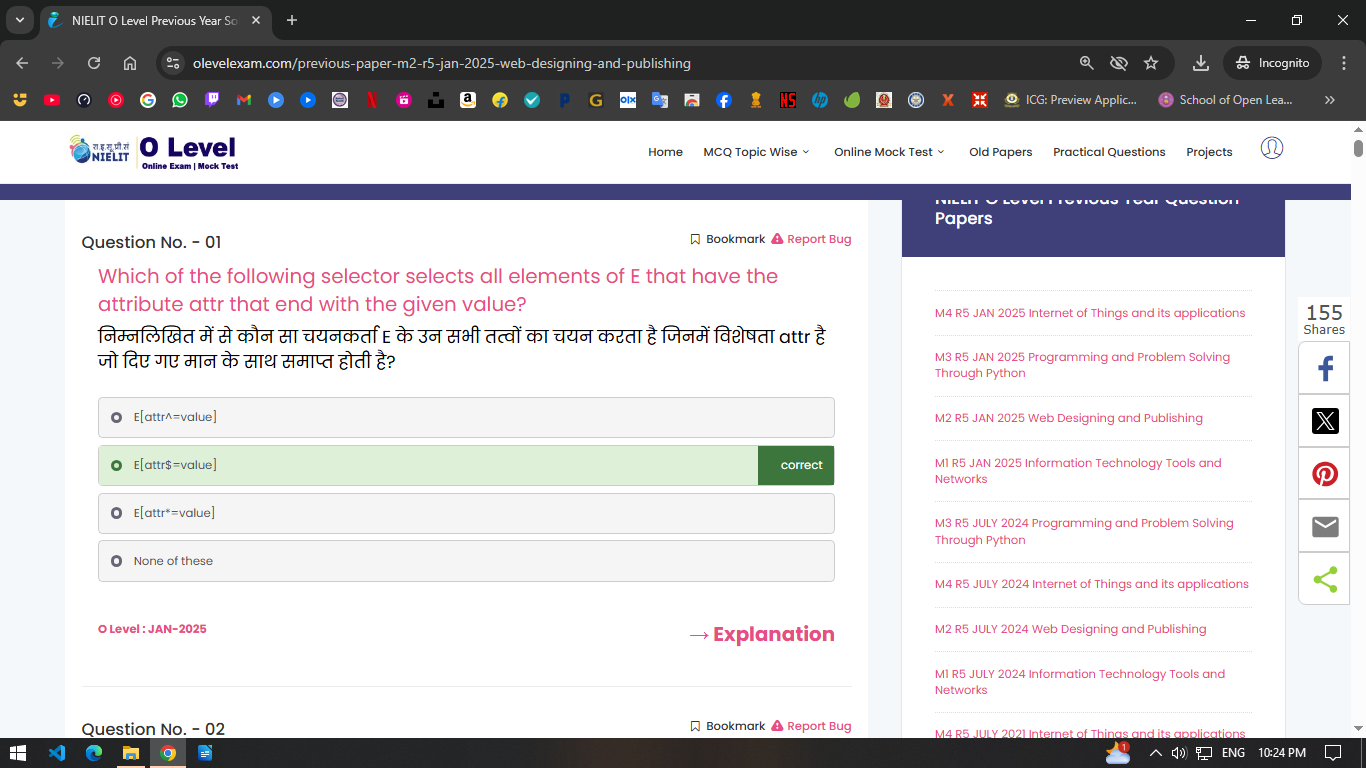 NIELIT O Level Previous Year So
olevelexam.com/previous-paper-m2-r5-jan-2025-web-designing-and-publishing
Incognito
ICG: Preview Applic...
School of Open Lea...
रा.इ.सू.प्रौ.सं
NIELIT
O Level
Online Exam | Mock Test
Home
MCQ Topic Wise
Online Mock Test
Old Papers
Practical Questions
Projects
Question No. - 01
Bookmark
Report Bug
Which of the following selector selects all elements of E that have the
attribute attr that end with the given value?
निम्नलिखित में से कौन सा चयनकर्ता E के उन सभी तत्वों का चयन करता है जिनमें विशेषता attr है
जो दिए गए मान के साथ समाप्त होती है?
E[attr^=value]
E[attr$=value]
correct
E[attr*=value]
None of these
O Level : JAN-2025
→ Explanation
Question No. - 02
Bookmark
Report Bug
NIELIT O Level Previous Year Question
Papers
M4 R5 JAN 2025 Internet of Things and its applications
M3 R5 JAN 2025 Programming and Problem Solving
Through Python
M2 R5 JAN 2025 Web Designing and Publishing
M1 R5 JAN 2025 Information Technology Tools and
Networks
M3 R5 JULY 2024 Programming and Problem Solving
Through Python
M4 R5 JULY 2024 Internet of Things and its applications
M2 R5 JULY 2024 Web Designing and Publishing
M1 R5 JULY 2024 Information Technology Tools and
Networks
M4 R5 JULY 2021 Internet of Things and its applications
155
Shares
1
ENG
10:24 PM